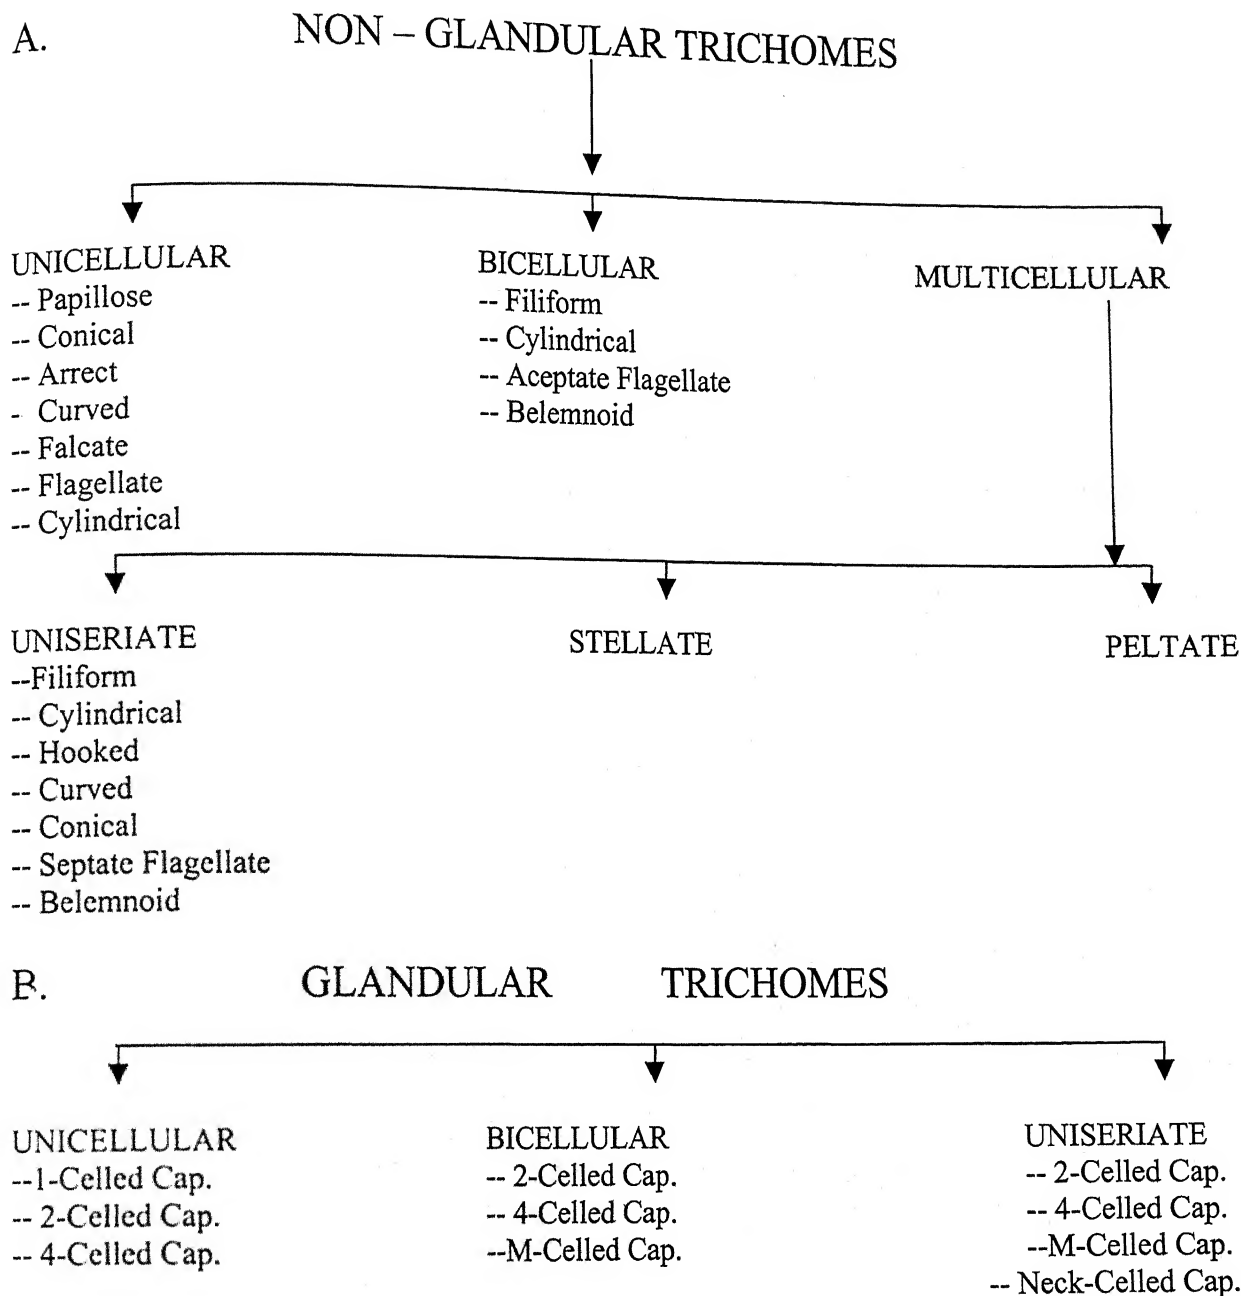 A.
NON – GLANDULAR TRICHOMES
UNICELLULAR
-- Papillose
-- Conical
-- Arrect
- Curved
-- Falcate
-- Flagellate
-- Cylindrical
BICELLULAR
-- Filiform
-- Cylindrical
-- Aceptate Flagellate
-- Belemnoid
MULTICELLULAR
UNISERIATE
--Filiform
-- Cylindrical
-- Hooked
-- Curved
-- Conical
-- Septate Flagellate
-- Belemnoid
STELLATE
PELTATE
B.
GLANDULAR TRICHOMES
UNICELLULAR
--1-Celled Cap.
-- 2-Celled Cap.
-- 4-Celled Cap.
BICELLULAR
-- 2-Celled Cap.
-- 4-Celled Cap.
--M-Celled Cap.
UNISERIATE
-- 2-Celled Cap.
-- 4-Celled Cap.
--M-Celled Cap.
-- Neck-Celled Cap.